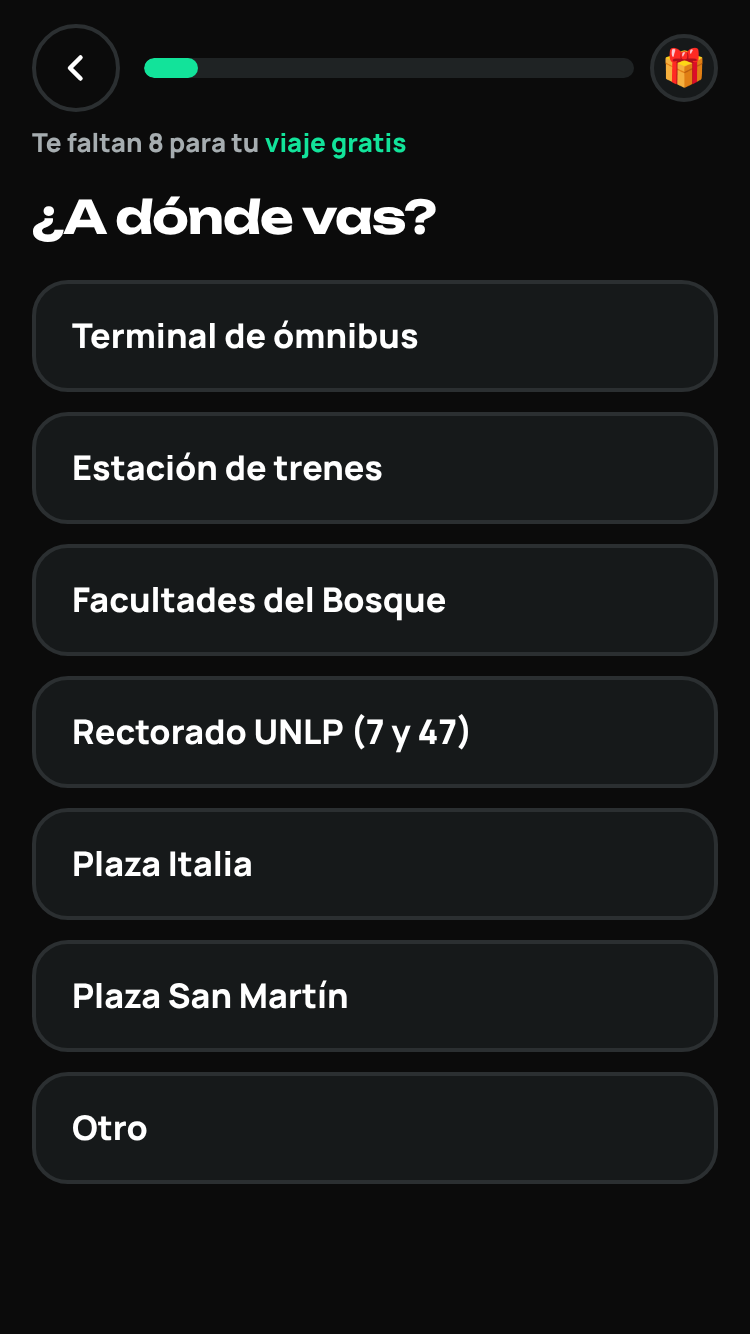 Te faltan 8 para tu viaje gratis
¿A dónde vas?
Terminal de ómnibus
Estación de trenes
Facultades del Bosque
Rectorado UNLP (7 y 47)
Plaza Italia
Plaza San Martín
Otro